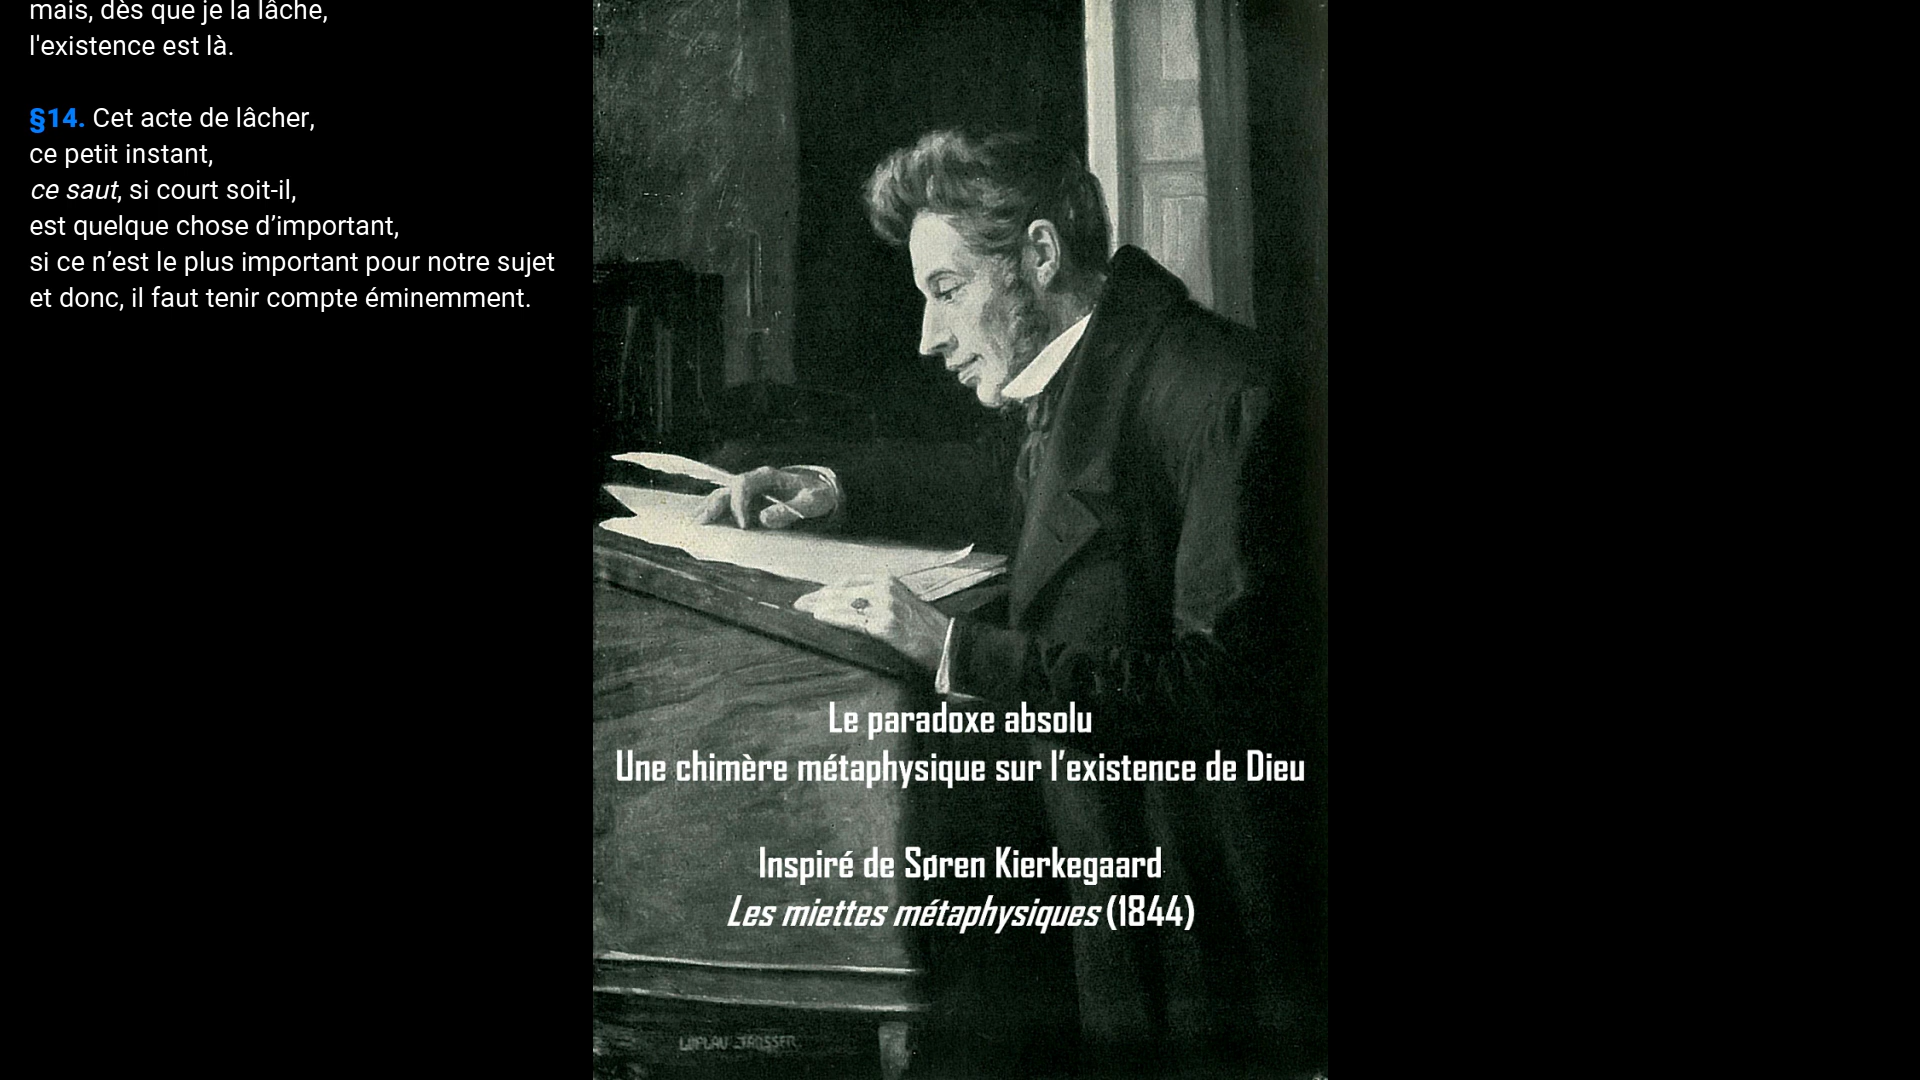 mais, dès que je la lâche,
l'existence est là.
§14. Cet acte de lâcher,
ce petit instant,
ce saut, si court soit-il,
est quelque chose d’important,
si ce n’est le plus important pour notre sujet
et donc, il faut tenir compte éminemment.
Le paradoxe absolu
Une chimère métaphysique sur l’existence de Dieu
Inspiré de Søren Kierkegaard
Les miettes métaphysiques (1844)